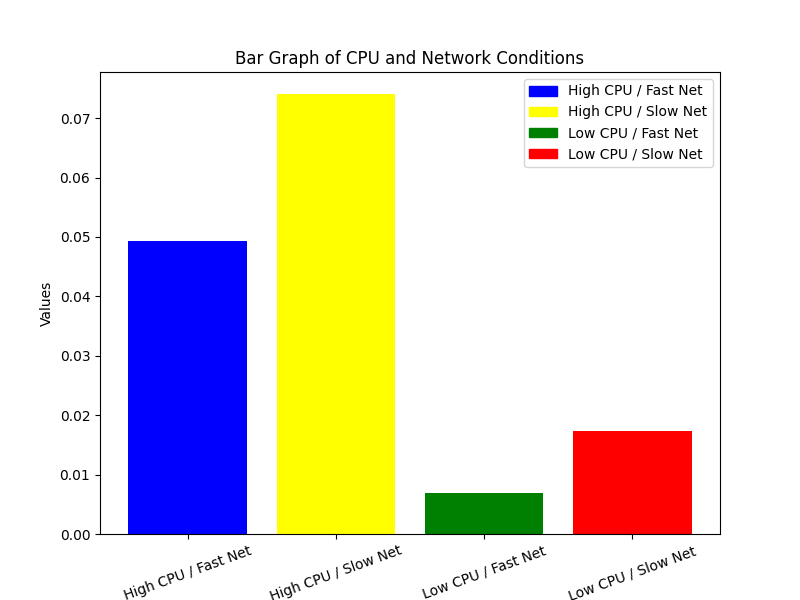 Bar Graph of CPU and Network Conditions
High CPU / Fast Net
High CPU / Slow Net
Low CPU / Fast Net
Low CPU / Slow Net
0.07
0.06
0.05
0.04
0.03
0.02
0.01
0.00
Values
High CPU / Fast Net
High CPU / Slow Net
Low CPU / Fast Net
Low CPU / Slow Net